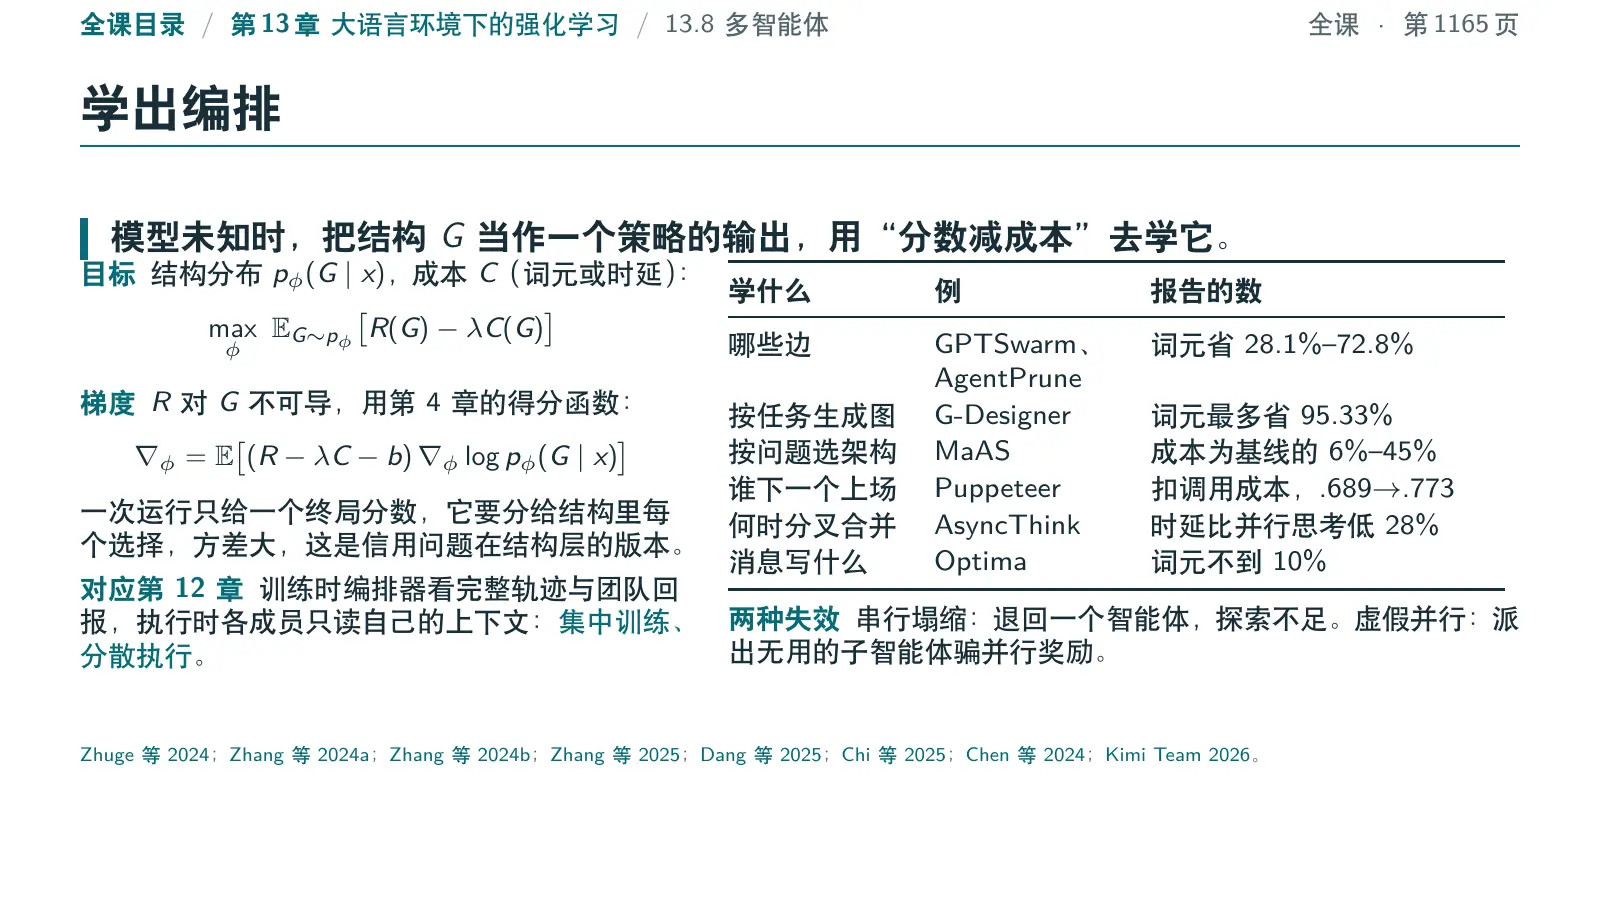 全课目录 / 第 13 章 大语言环境下的强化学习 / 13.8 多智能体
全课 · 第 1165 页
学出编排
模型未知时，把结构 G 当作一个策略的输出，用“分数减成本”去学它。
目标 结构分布 p_ϕ(G | x)，成本 C（词元或时延）：
max_ϕ 𝔼_{G∼p_ϕ} [R(G) − λC(G)]
梯度 R 对 G 不可导，用第 4 章的得分函数：
∇_ϕ = 𝔼[(R − λC − b) ∇_ϕ log p_ϕ(G | x)]
一次运行只给一个终局分数，它要分给结构里每
个选择，方差大，这是信用问题在结构层的版本。
对应第 12 章 训练时编排器看完整轨迹与团队回
报，执行时各成员只读自己的上下文：集中训练、
分散执行。
学什么 例 报告的数
哪些边 GPTSwarm、 词元省 28.1%–72.8%
AgentPrune
按任务生成图 G-Designer 词元最多省 95.33%
按问题选架构 MaAS 成本为基线的 6%–45%
谁下一个上场 Puppeteer 扣调用成本，.689→.773
何时分叉合并 AsyncThink 时延比并行思考低 28%
消息写什么 Optima 词元不到 10%
两种失效 串行塌缩：退回一个智能体，探索不足。虚假并行：派
出无用的子智能体骗并行奖励。
Zhuge 等 2024；Zhang 等 2024a；Zhang 等 2024b；Zhang 等 2025；Dang 等 2025；Chi 等 2025；Chen 等 2024；Kimi Team 2026。